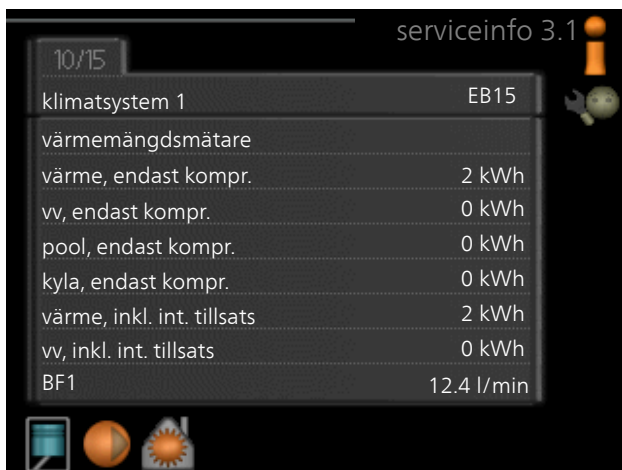 serviceinfo 3.1
10/15
klimatsystem 1 EB15
värmemängdsmätare
värme, endast kompr. 2 kWh
vv, endast kompr. 0 kWh
pool, endast kompr. 0 kWh
kyla, endast kompr. 0 kWh
värme, inkl. int. tillsats 2 kWh
vv, inkl. int. tillsats 0 kWh
BF1 12.4 l/min